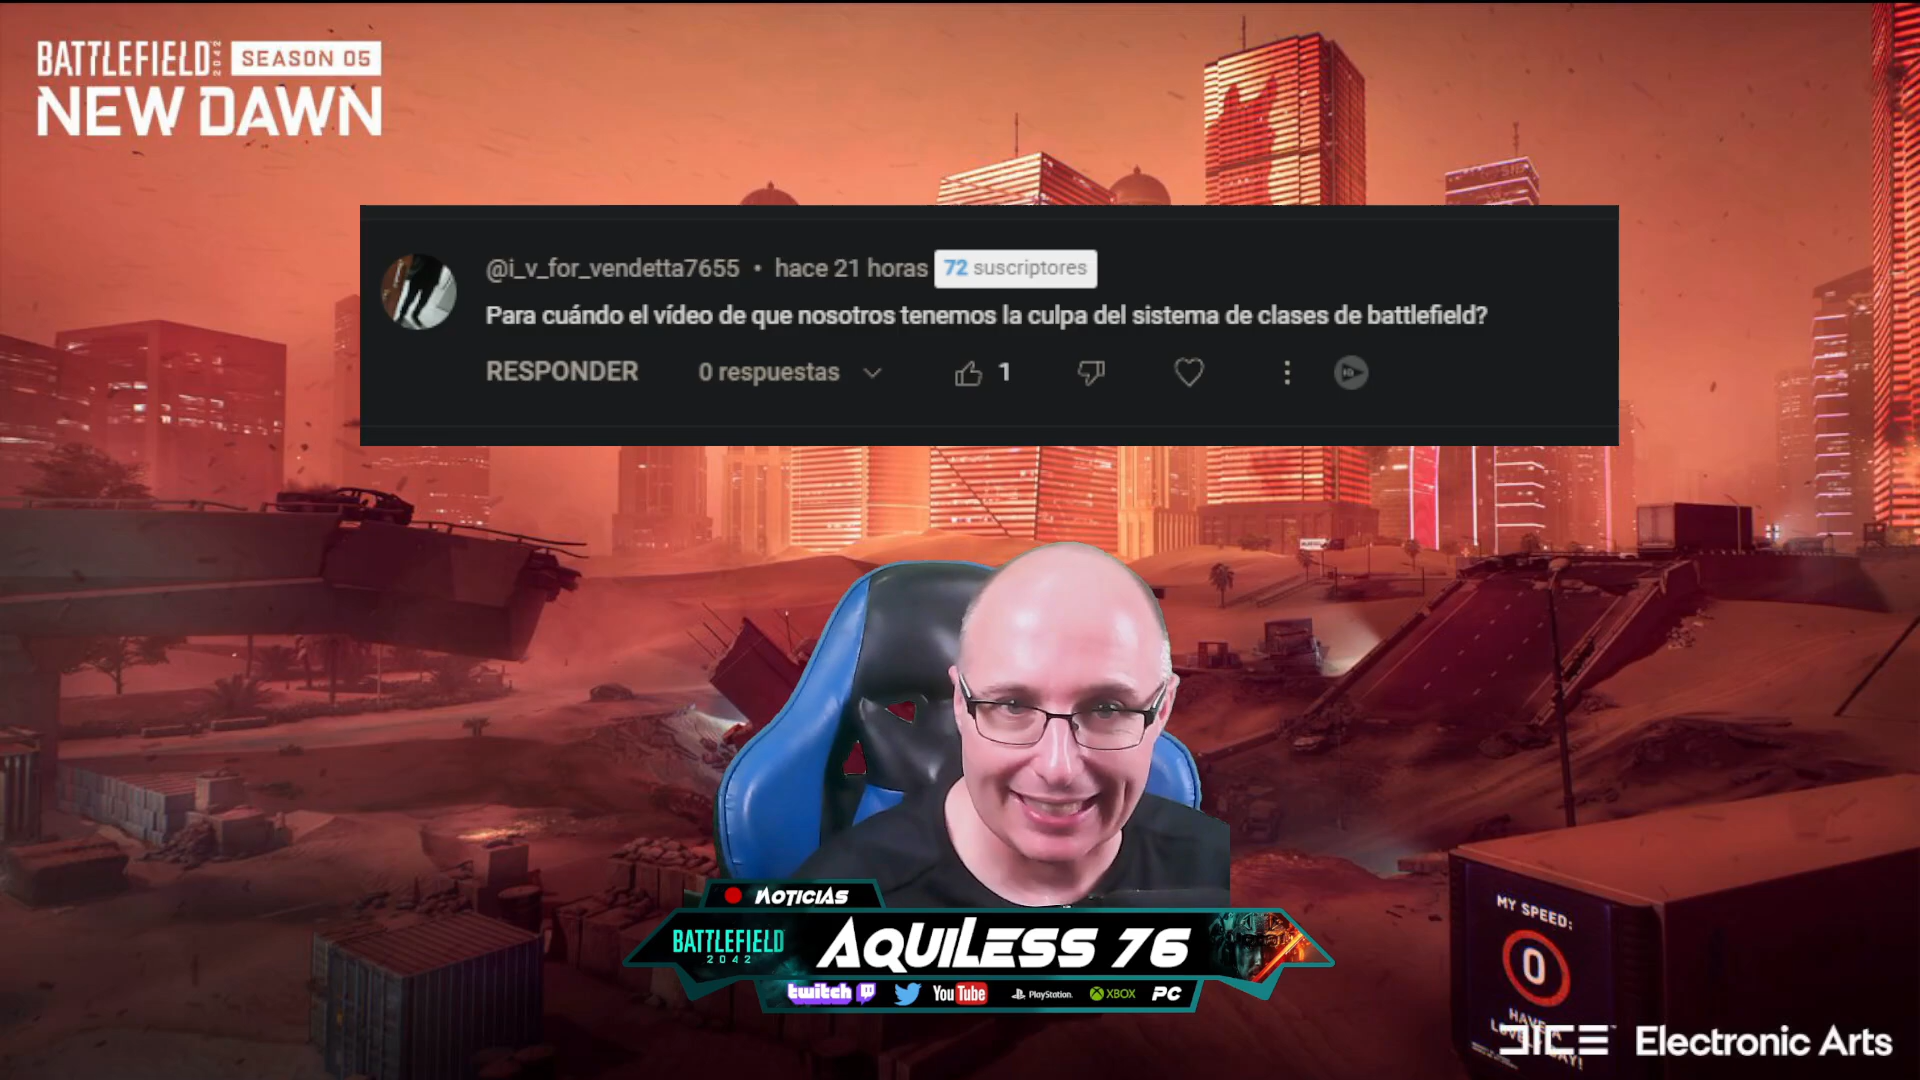 BATTLEFIELD 2042 SEASON 05
NEW DAWN
@i_v_for_vendetta7655 • hace 21 horas 72 suscriptores
Para cuándo el vídeo de que nosotros tenemos la culpa del sistema de clases de battlefield?
RESPONDER 0 respuestas 1
NOTICIAS
BATTLEFIELD
2042
AQUILESS 76
twitch YouTube PlayStation. XBOX PC
MY SPEED:
0
HAVE A
DICE Electronic Arts